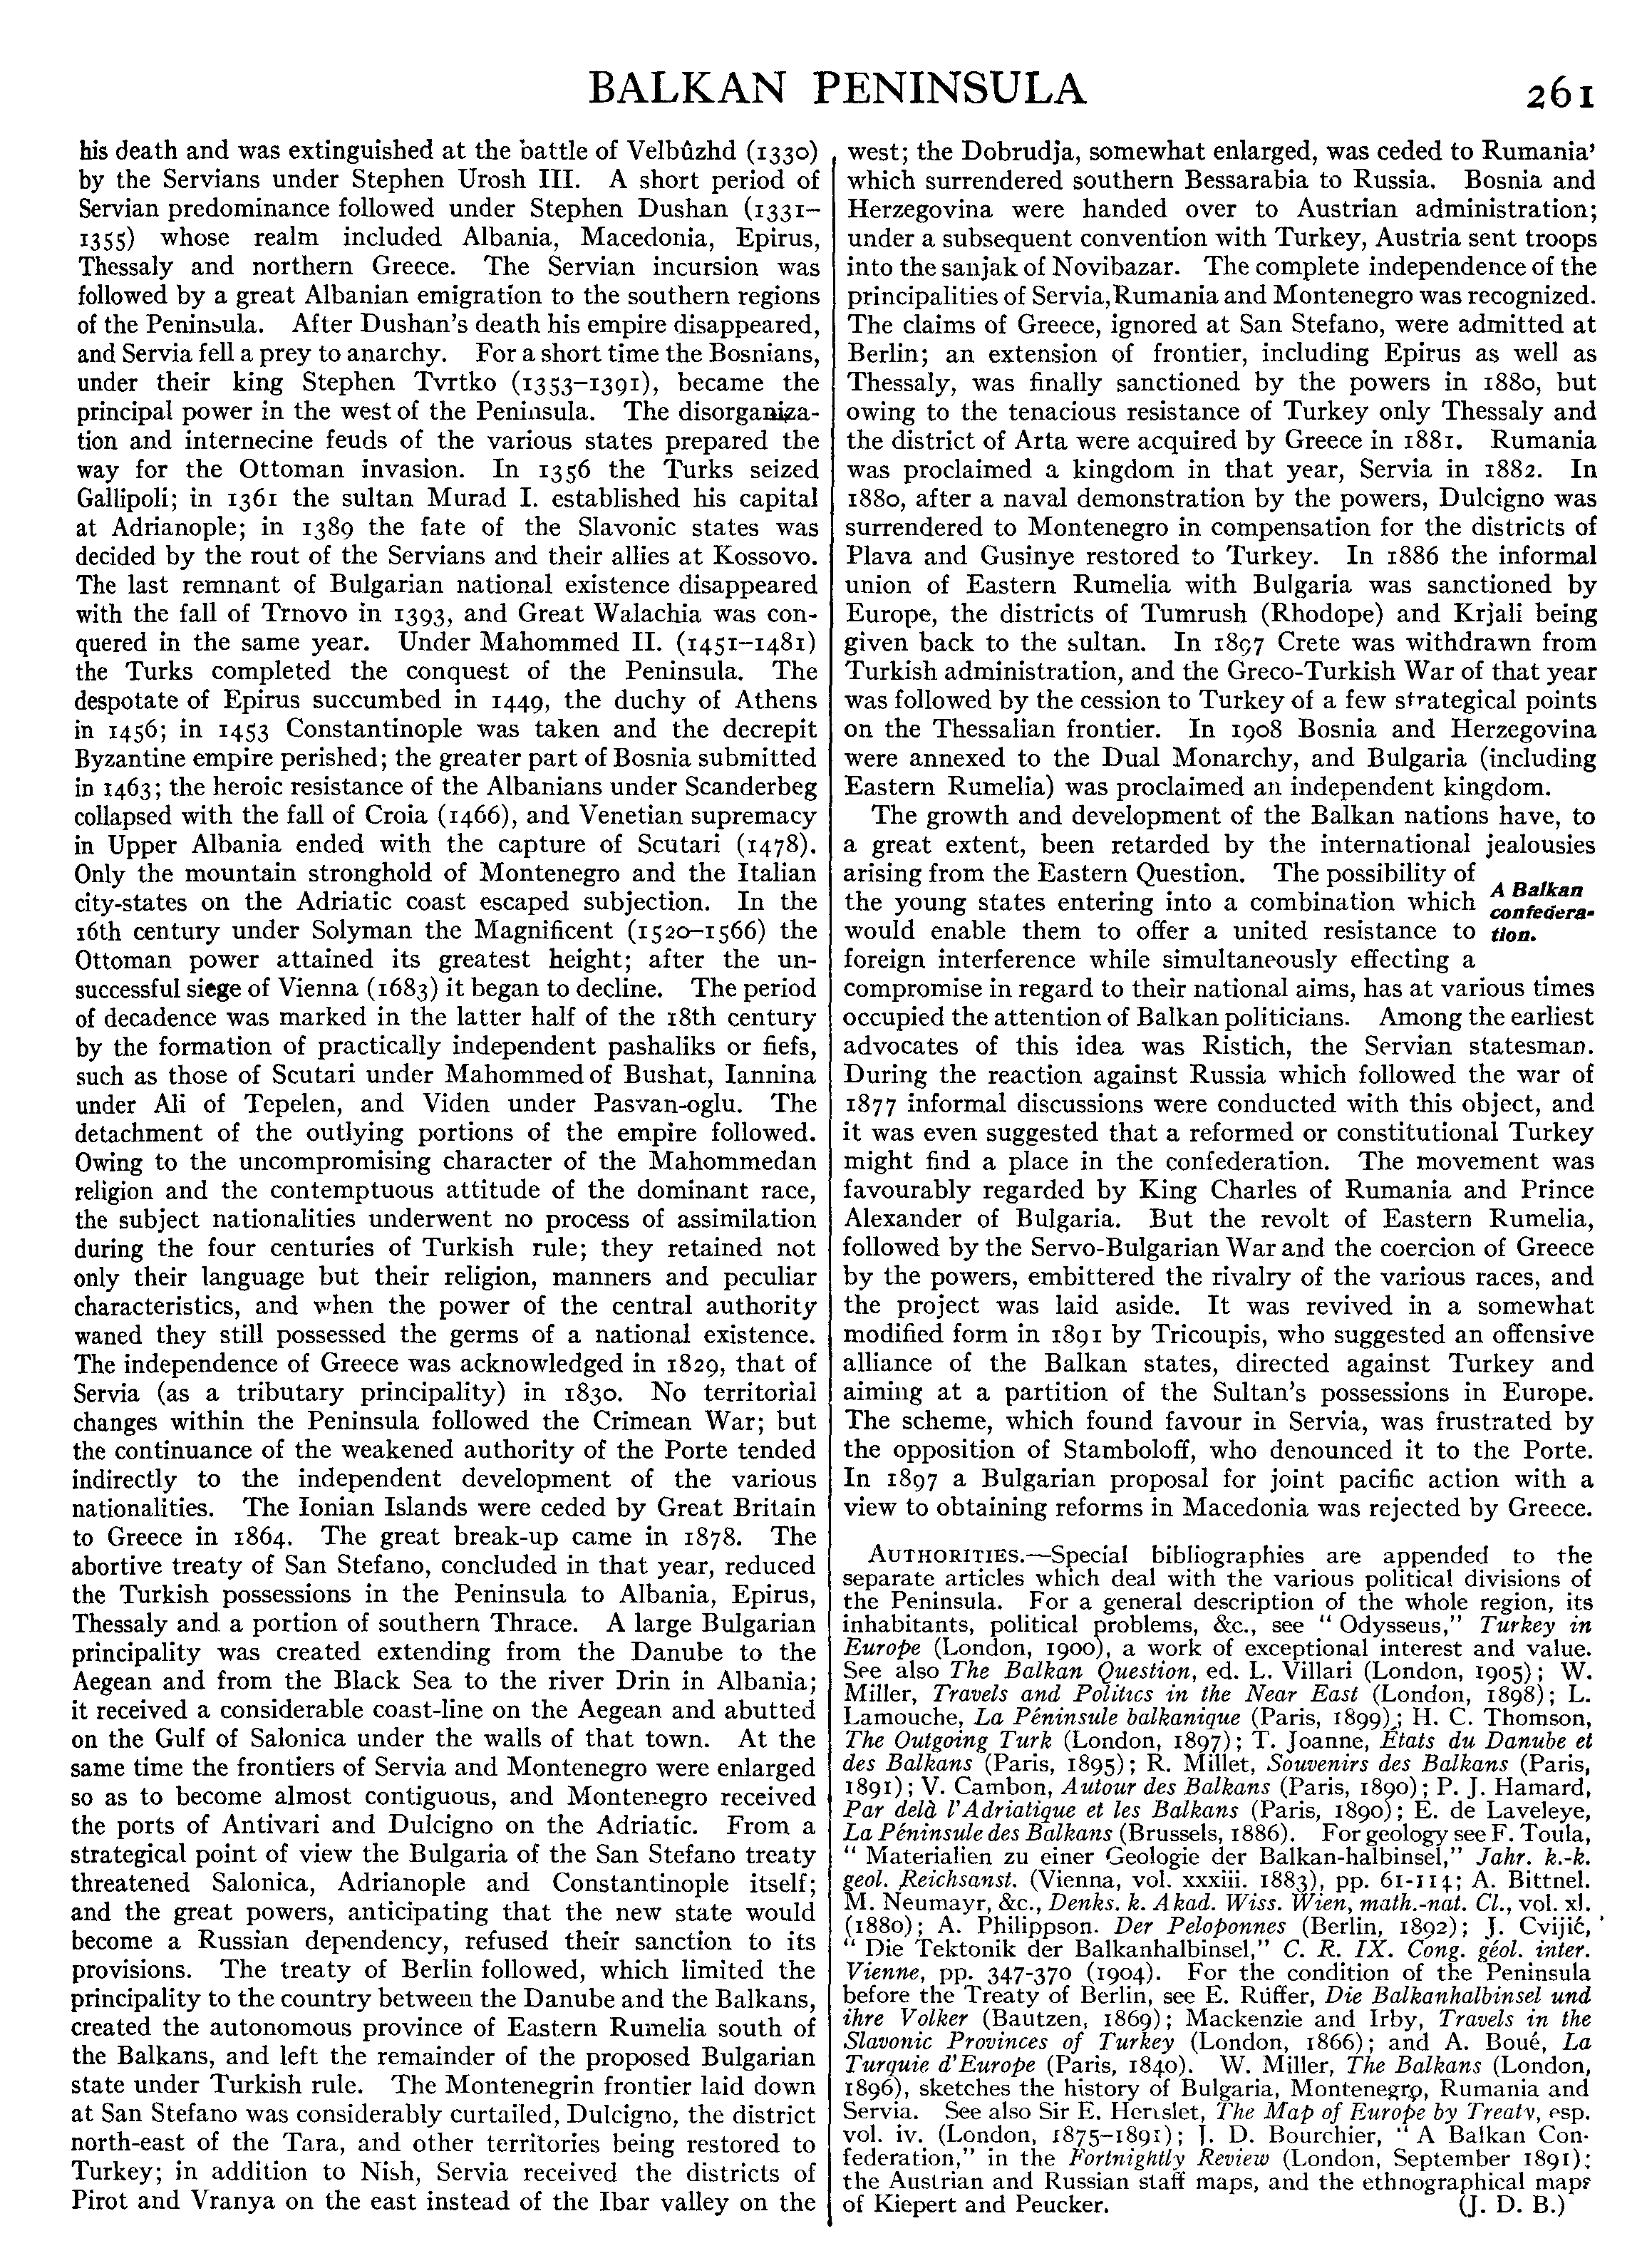 BALKAN PENINSULA
261
his death and was extinguished at the battle of Velbûzhd (1330)
by the Servians under Stephen Urosh III. A short period of
Servian predominance followed under Stephen Dushan (1331–
1355) whose realm included Albania, Macedonia, Epirus,
Thessaly and northern Greece. The Servian incursion was
followed by a great Albanian emigration to the southern regions
of the Peninsula. After Dushan's death his empire disappeared,
and Servia fell a prey to anarchy. For a short time the Bosnians,
under their king Stephen Tvrtko (1353–1391), became the
principal power in the west of the Peninsula. The disorganiza-
tion and internecine feuds of the various states prepared the
way for the Ottoman invasion. In 1356 the Turks seized
Gallipoli; in 1361 the sultan Murad I. established his capital
at Adrianople; in 1389 the fate of the Slavonic states was
decided by the rout of the Servians and their allies at Kossovo.
The last remnant of Bulgarian national existence disappeared
with the fall of Trnovo in 1393, and Great Walachia was con-
quered in the same year. Under Mahommed II. (1451–1481)
the Turks completed the conquest of the Peninsula. The
despotate of Epirus succumbed in 1449, the duchy of Athens
in 1456; in 1453 Constantinople was taken and the decrepit
Byzantine empire perished; the greater part of Bosnia submitted
in 1463; the heroic resistance of the Albanians under Scanderbeg
collapsed with the fall of Croia (1466), and Venetian supremacy
in Upper Albania ended with the capture of Scutari (1478).
Only the mountain stronghold of Montenegro and the Italian
city-states on the Adriatic coast escaped subjection. In the
16th century under Solyman the Magnificent (1520–1566) the
Ottoman power attained its greatest height; after the un-
successful siege of Vienna (1683) it began to decline. The period
of decadence was marked in the latter half of the 18th century
by the formation of practically independent pashaliks or fiefs,
such as those of Scutari under Mahommed of Bushat, Iannina
under Ali of Tepelen, and Viden under Pasvan-oglu. The
detachment of the outlying portions of the empire followed.
Owing to the uncompromising character of the Mahommedan
religion and the contemptuous attitude of the dominant race,
the subject nationalities underwent no process of assimilation
during the four centuries of Turkish rule; they retained not
only their language but their religion, manners and peculiar
characteristics, and when the power of the central authority
waned they still possessed the germs of a national existence.
The independence of Greece was acknowledged in 1829, that of
Servia (as a tributary principality) in 1830. No territorial
changes within the Peninsula followed the Crimean War; but
the continuance of the weakened authority of the Porte tended
indirectly to the independent development of the various
nationalities. The Ionian Islands were ceded by Great Britain
to Greece in 1864. The great break-up came in 1878. The
abortive treaty of San Stefano, concluded in that year, reduced
the Turkish possessions in the Peninsula to Albania, Epirus,
Thessaly and a portion of southern Thrace. A large Bulgarian
principality was created extending from the Danube to the
Aegean and from the Black Sea to the river Drin in Albania;
it received a considerable coast-line on the Aegean and abutted
on the Gulf of Salonica under the walls of that town. At the
same time the frontiers of Servia and Montenegro were enlarged
so as to become almost contiguous, and Montenegro received
the ports of Antivari and Dulcigno on the Adriatic. From a
strategical point of view the Bulgaria of the San Stefano treaty
threatened Salonica, Adrianople and Constantinople itself;
and the great powers, anticipating that the new state would
become a Russian dependency, refused their sanction to its
provisions. The treaty of Berlin followed, which limited the
principality to the country between the Danube and the Balkans,
created the autonomous province of Eastern Rumelia south of
the Balkans, and left the remainder of the proposed Bulgarian
state under Turkish rule. The Montenegrin frontier laid down
at San Stefano was considerably curtailed, Dulcigno, the district
north-east of the Tara, and other territories being restored to
Turkey; in addition to Nish, Servia received the districts of
Pirot and Vranya on the east instead of the Ibar valley on the
west; the Dobrudja, somewhat enlarged, was ceded to Rumania'
which surrendered southern Bessarabia to Russia. Bosnia and
Herzegovina were handed over to Austrian administration;
under a subsequent convention with Turkey, Austria sent troops
into the sanjak of Novibazar. The complete independence of the
principalities of Servia, Rumania and Montenegro was recognized.
The claims of Greece, ignored at San Stefano, were admitted at
Berlin; an extension of frontier, including Epirus as well as
Thessaly, was finally sanctioned by the powers in 1880, but
owing to the tenacious resistance of Turkey only Thessaly and
the district of Arta were acquired by Greece in 1881. Rumania
was proclaimed a kingdom in that year, Servia in 1882. In
1880, after a naval demonstration by the powers, Dulcigno was
surrendered to Montenegro in compensation for the districts of
Plava and Gusinye restored to Turkey. In 1886 the informal
union of Eastern Rumelia with Bulgaria was sanctioned by
Europe, the districts of Tumrush (Rhodope) and Krjali being
given back to the sultan. In 1897 Crete was withdrawn from
Turkish administration, and the Greco-Turkish War of that year
was followed by the cession to Turkey of a few strategical points
on the Thessalian frontier. In 1908 Bosnia and Herzegovina
were annexed to the Dual Monarchy, and Bulgaria (including
Eastern Rumelia) was proclaimed an independent kingdom.
The growth and development of the Balkan nations have, to
a great extent, been retarded by the international jealousies
arising from the Eastern Question. The possibility of
the young states entering into a combination which
would enable them to offer a united resistance to
foreign interference while simultaneously effecting a
A Balkan
confedera-
tion.
compromise in regard to their national aims, has at various times
occupied the attention of Balkan politicians. Among the earliest
advocates of this idea was Ristich, the Servian statesman.
During the reaction against Russia which followed the war of
1877 informal discussions were conducted with this object, and
it was even suggested that a reformed or constitutional Turkey
might find a place in the confederation. The movement was
favourably regarded by King Charles of Rumania and Prince
Alexander of Bulgaria. But the revolt of Eastern Rumelia,
followed by the Servo-Bulgarian War and the coercion of Greece
by the powers, embittered the rivalry of the various races, and
the project was laid aside. It was revived in a somewhat
modified form in 1891 by Tricoupis, who suggested an offensive
alliance of the Balkan states, directed against Turkey and
aiming at a partition of the Sultan's possessions in Europe.
The scheme, which found favour in Servia, was frustrated by
the opposition of Stamboloff, who denounced it to the Porte.
In 1897 a Bulgarian proposal for joint pacific action with a
view to obtaining reforms in Macedonia was rejected by Greece.
AUTHORITIES.—Special bibliographies are appended to the
separate articles which deal with the various political divisions of
the Peninsula. For a general description of the whole region, its
inhabitants, political problems, &c., see " Odysseus," Turkey in
Europe (London, 1900), a work of exceptional interest and value.
See also The Balkan Question, ed. L. Villari (London, 1905); W.
Miller, Travels and Politics in the Near East (London, 1898); L.
Lamouche, La Péninsule balkanique (Paris, 1899); H. C. Thomson,
The Outgoing Turk (London, 1897); T. Joanne, États du Danube et
des Balkans (Paris, 1895); R. Millet, Souvenirs des Balkans (Paris,
1891); V. Cambon, Autour des Balkans (Paris, 1890); P. J. Hamard,
Par delà l'Adriatique et les Balkans (Paris, 1890); E. de Laveleye,
La Péninsule des Balkans (Brussels, 1886). For geology see F. Toula,
" Materialien zu einer Geologie der Balkan-halbinsel," Jahr. k.-k.
geol. Reichsanst. (Vienna, vol. xxxiii. 1883), pp. 61-114; A. Bittnel.
M. Neumayr, &c., Denks. k. Akad. Wiss. Wien, math.-nat. Cl., vol. xl.
(1880); A. Philippson. Der Peloponnes (Berlin, 1892); J. Cvijić,
" Die Tektonik der Balkanhalbinsel," C. R. IX. Cong. géol. inter.
Vienne, pp. 347-370 (1904). For the condition of the Peninsula
before the Treaty of Berlin, see E. Rüffer, Die Balkanhalbinsel und
ihre Volker (Bautzen, 1869); Mackenzie and Irby, Travels in the
Slavonic Provinces of Turkey (London, 1866); and A. Boué, La
Turquie d'Europe (Paris, 1840). W. Miller, The Balkans (London,
1896), sketches the history of Bulgaria, Montenegro, Rumania and
Servia. See also Sir E. Hertslet, The Map of Europe by Treaty, esp.
vol. iv. (London, 1875–1891); J. D. Bourchier, " A Balkan Con-
federation," in the Fortnightly Review (London, September 1891);
the Austrian and Russian staff maps, and the ethnographical maps
of Kiepert and Peucker. (J. D. B.)